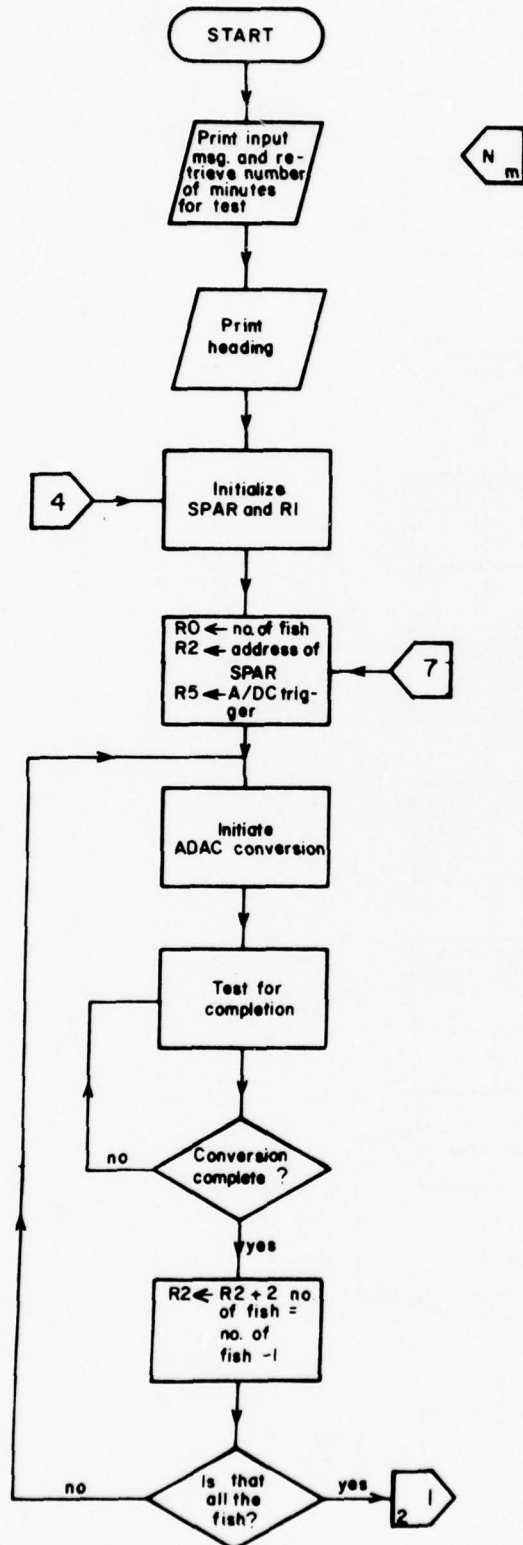 START
Print input
msg. and re-
trieve number
of minutes
for test
N
m
Print
heading
4
Initialize
SPAR and R1
R0 ← no. of fish
R2 ← address of
SPAR
R5 ← A/DC trig-
ger
7
Initiate
ADAC conversion
Test for
completion
Conversion
complete ?
no
yes
R2 ← R2 + 2 no
of fish =
no. of
fish -1
Is that
all the
fish?
no
yes
1
2